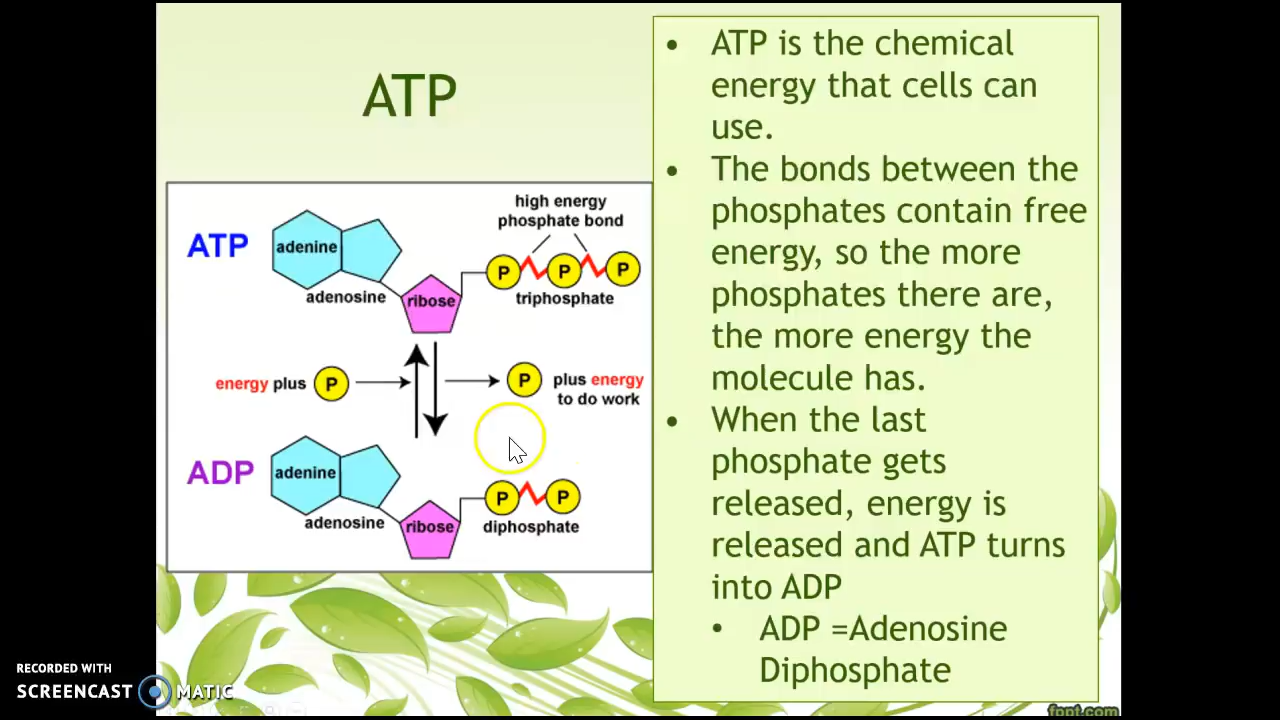 ATP
high energy
phosphate bond
ATP
adenine
P
P
P
adenosine
ribose
triphosphate
energy plus
P
P
plus energy
to do work
ADP
adenine
P
P
adenosine
ribose
diphosphate
• ATP is the chemical
energy that cells can
use.
• The bonds between the
phosphates contain free
energy, so the more
phosphates there are,
the more energy the
molecule has.
• When the last
phosphate gets
released, energy is
released and ATP turns
into ADP
• ADP =Adenosine
Diphosphate
RECORDED WITH
SCREENCAST MATIC
fppt.com